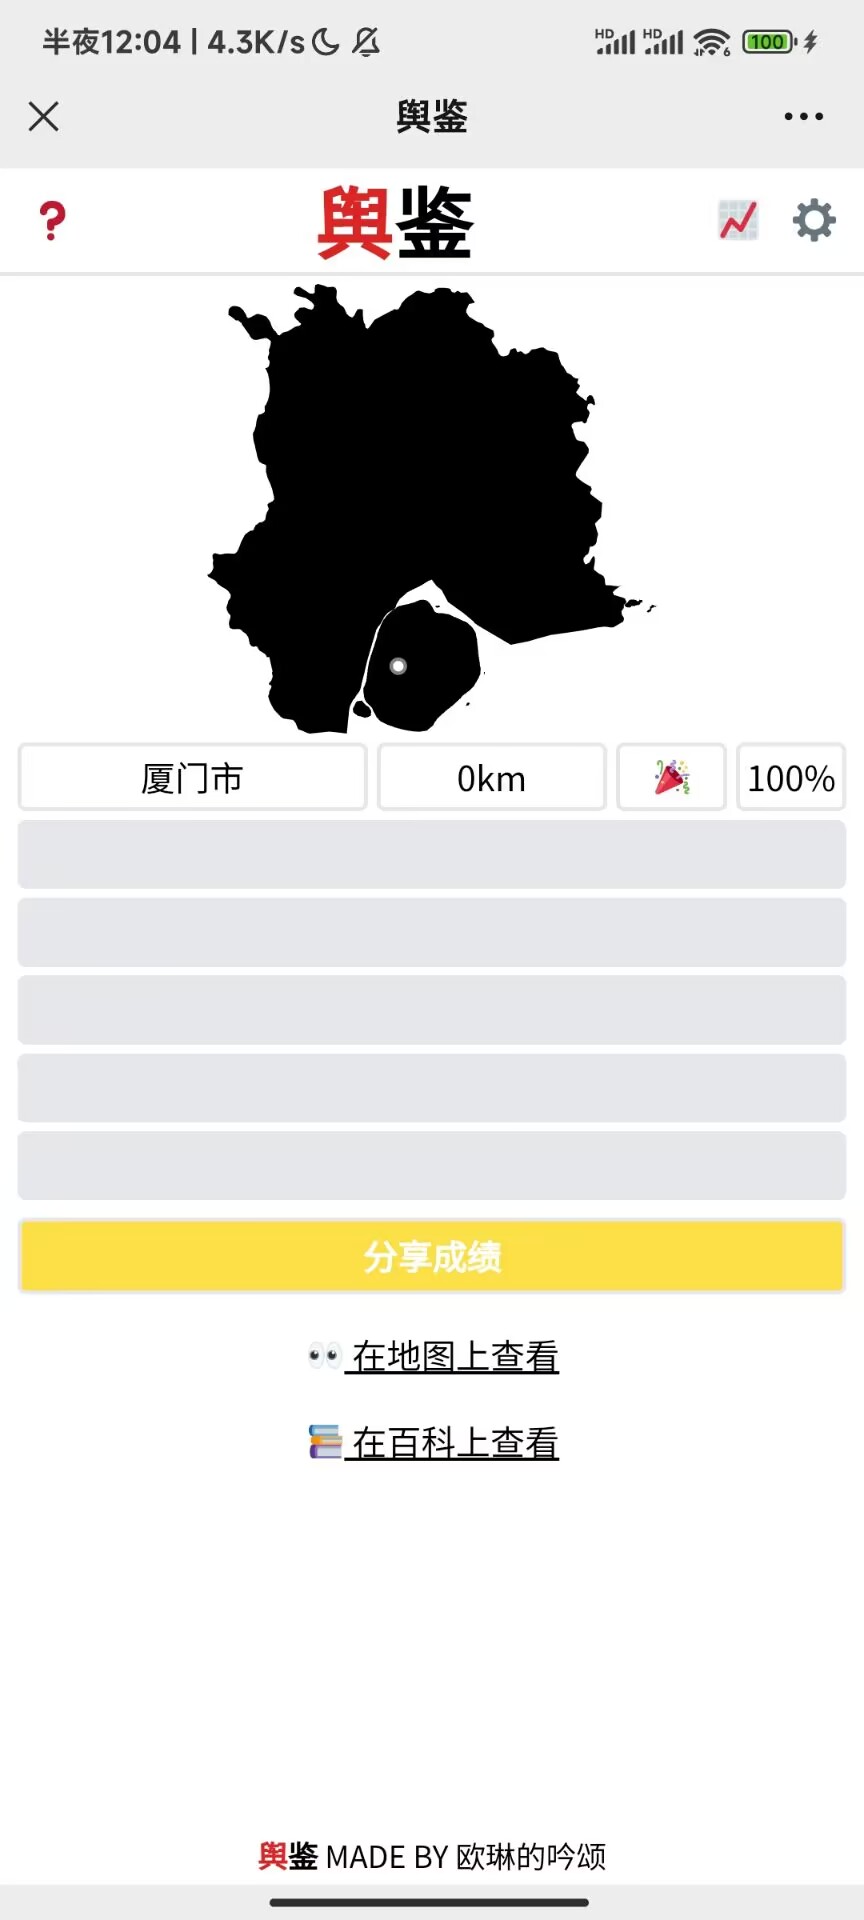 半夜12:04 | 4.3K/s HD HD 6 100
舆鉴
? 舆鉴
厦门市 0km 100%
分享成绩
在地图上查看
在百科上查看
舆鉴 MADE BY 欧琳的吟颂